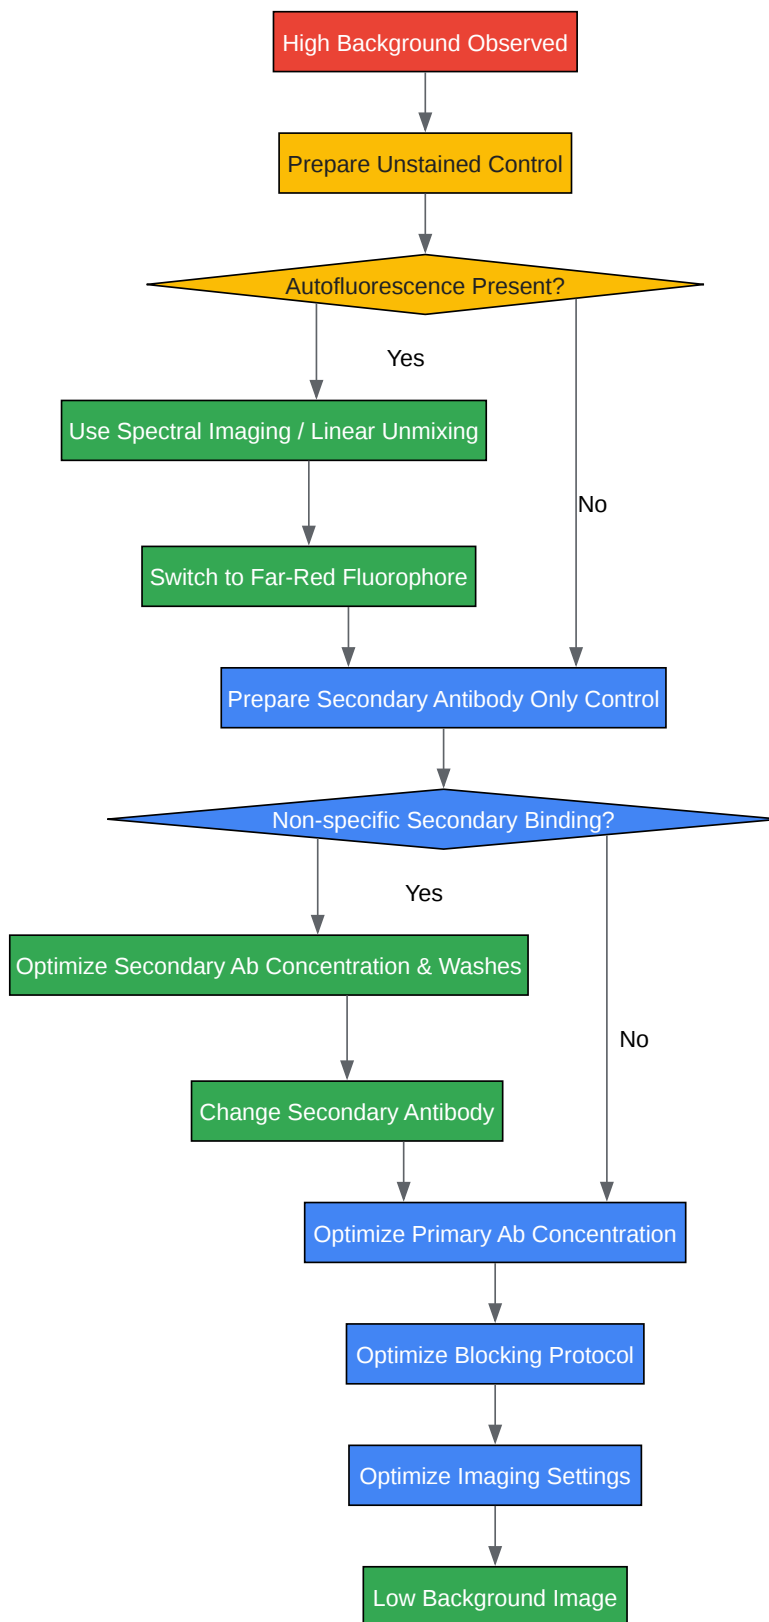 High Background Observed
Prepare Unstained Control
Autofluorescence Present?
Yes
Use Spectral Imaging / Linear Unmixing
No
Switch to Far-Red Fluorophore
Prepare Secondary Antibody Only Control
Non-specific Secondary Binding?
Yes
Optimize Secondary Ab Concentration & Washes
No
Change Secondary Antibody
Optimize Primary Ab Concentration
Optimize Blocking Protocol
Optimize Imaging Settings
Low Background Image